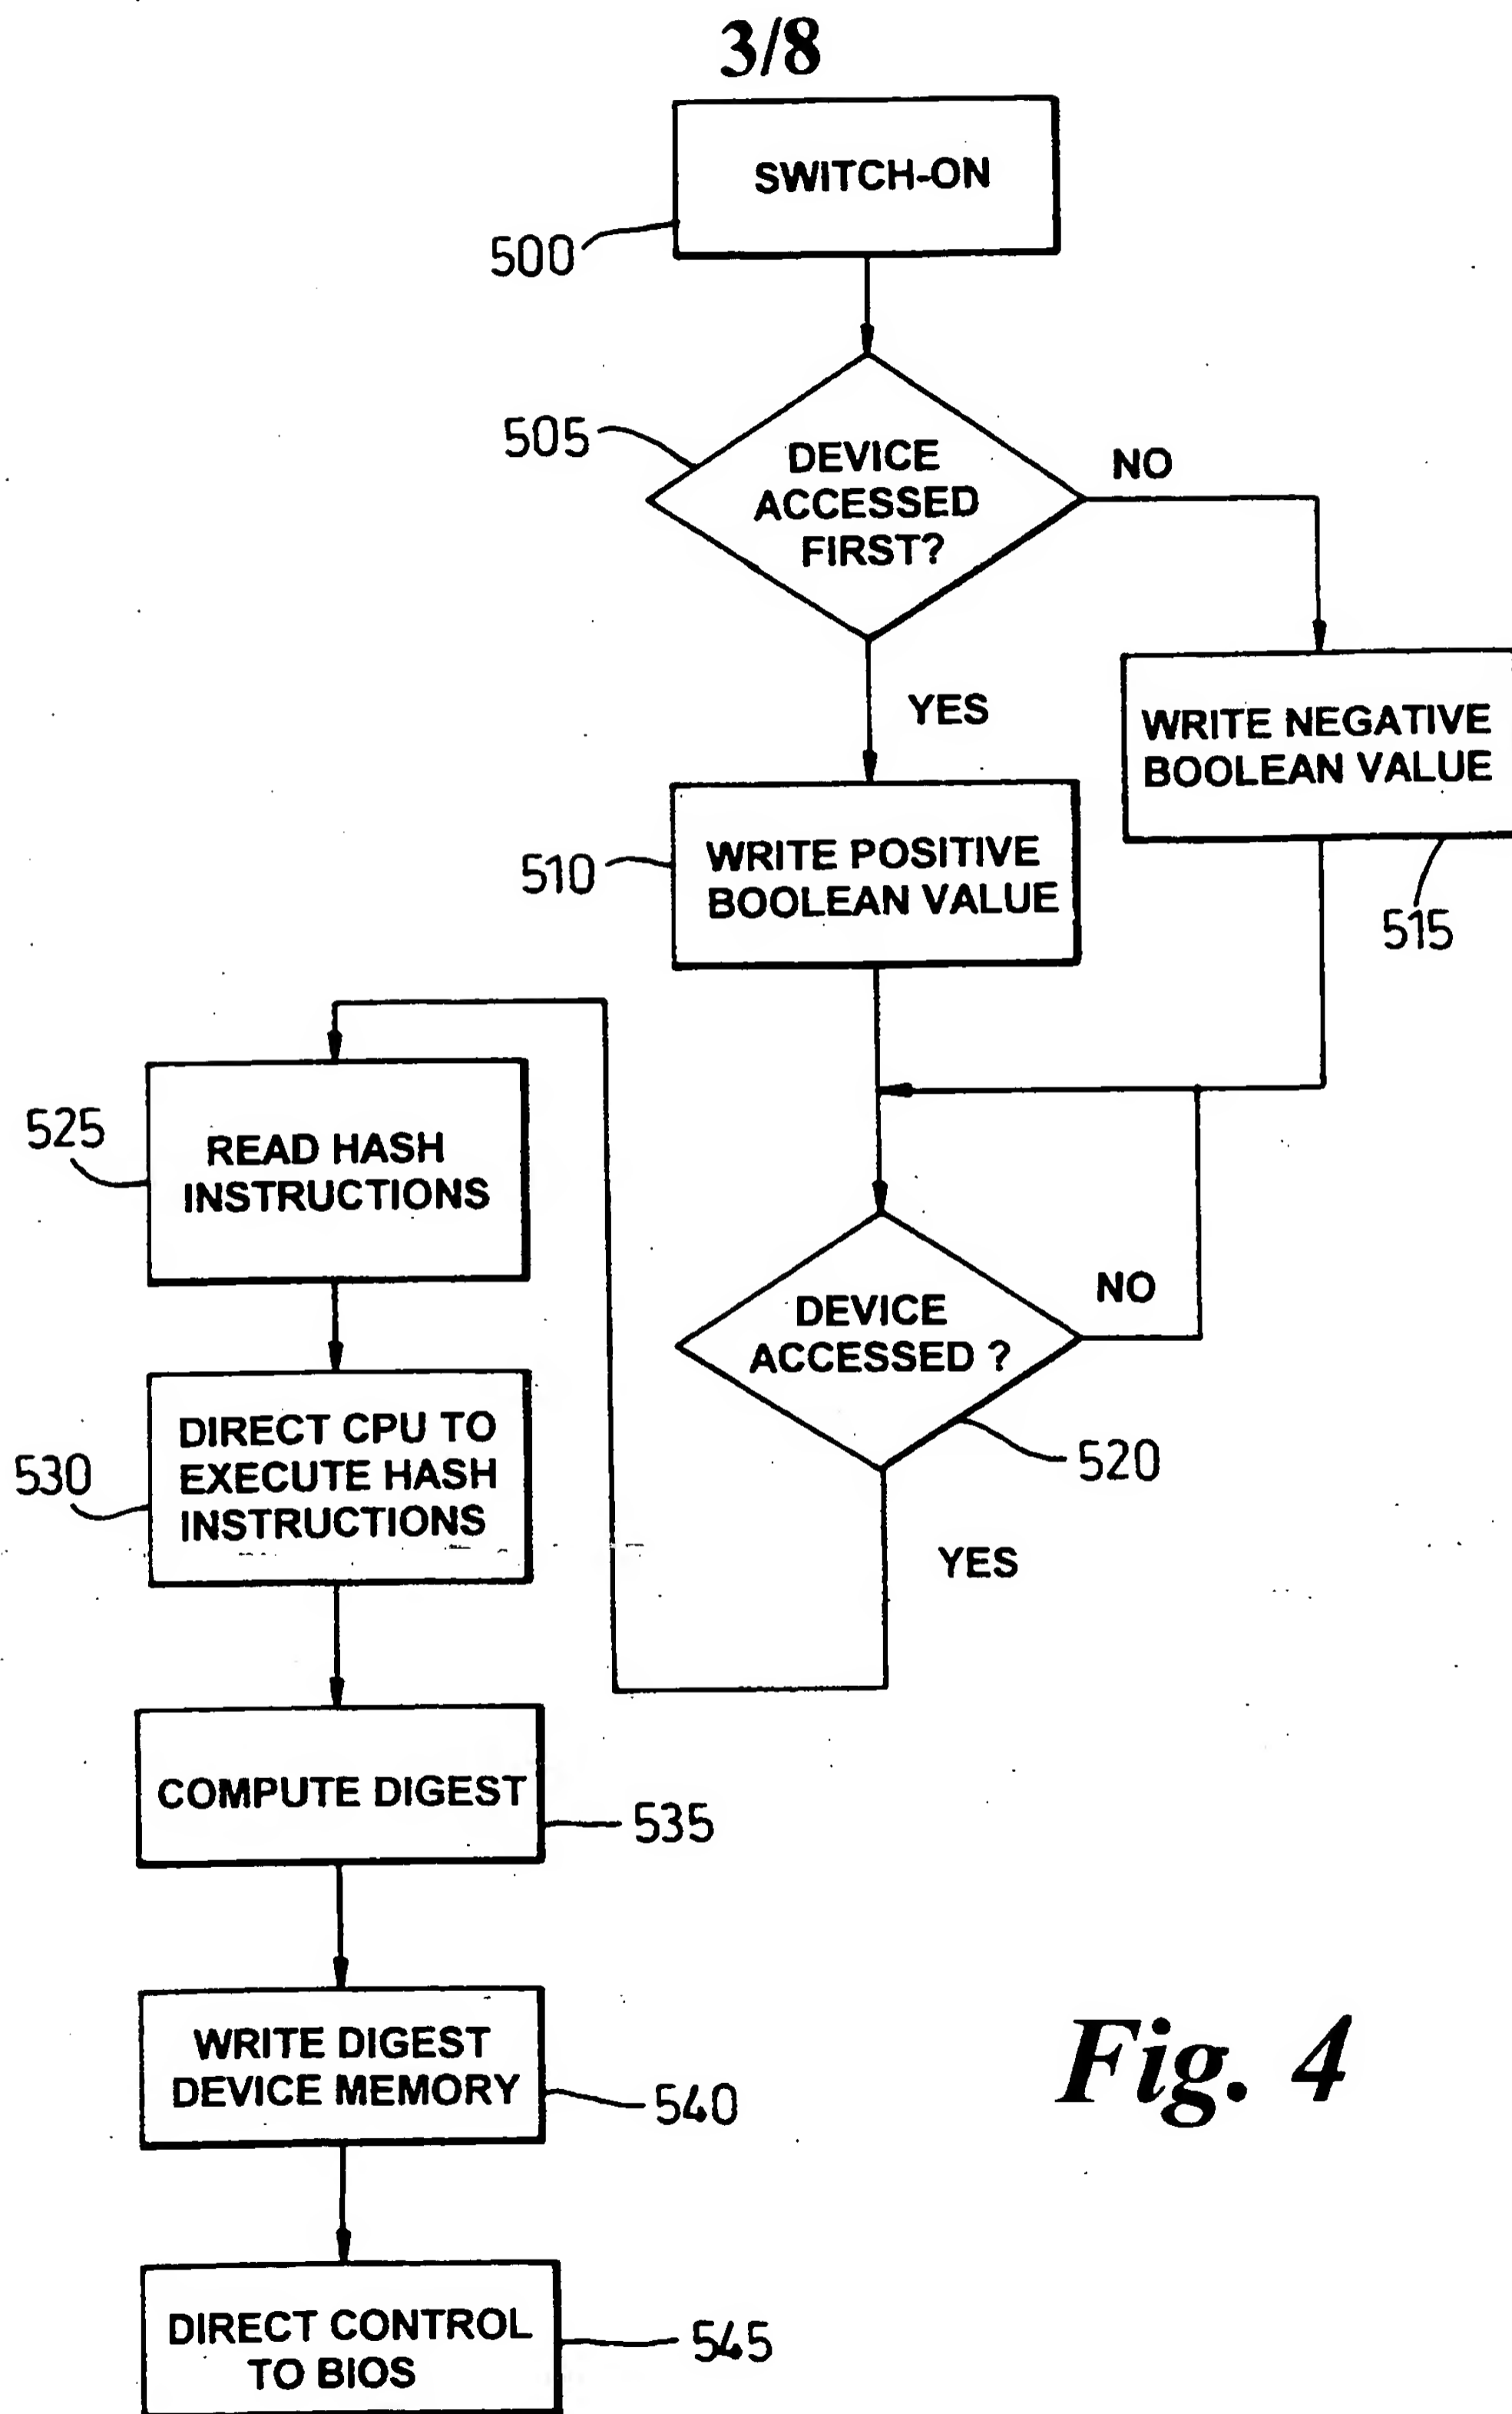 3/8
SWITCH-ON
500
505
DEVICE
ACCESSED
FIRST?
NO
YES
WRITE NEGATIVE
BOOLEAN VALUE
515
510
WRITE POSITIVE
BOOLEAN VALUE
525
READ HASH
INSTRUCTIONS
DEVICE
ACCESSED ?
NO
520
YES
530
DIRECT CPU TO
EXECUTE HASH
INSTRUCTIONS
COMPUTE DIGEST
535
WRITE DIGEST
DEVICE MEMORY
540
DIRECT CONTROL
TO BIOS
545
Fig. 4